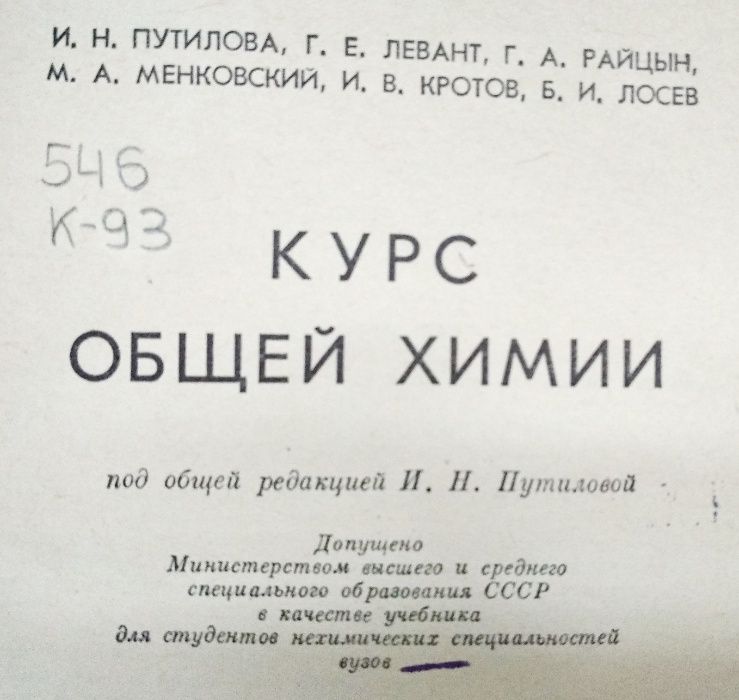 И. Н. ПУТИЛОВА, Г. Е. ЛЕВАНТ, Г. А. РАЙЦЫН,
М. А. МЕНКОВСКИЙ, И. В. КРОТОВ, Б. И. ЛОСЕВ
546
К-93
КУРС
ОБЩЕЙ ХИМИИ
под общей редакцией И. Н. Путиловой
Допущено
Министерством высшего и среднего
специального образования СССР
в качестве учебника
для студентов нехимических специальностей
вузов